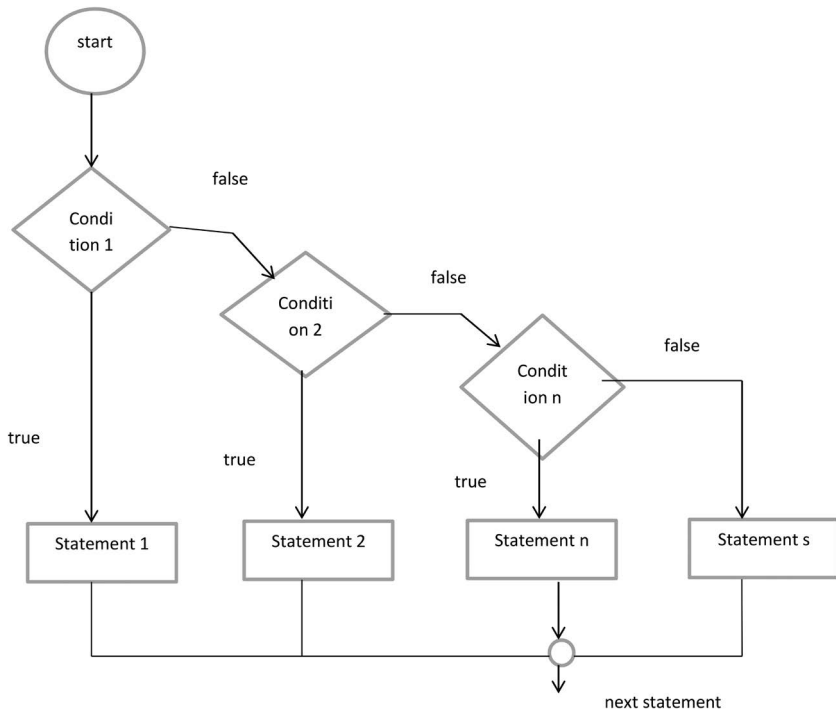 start
false
Condi
tion 1
false
Conditi
on 2
false
Condit
ion n
true
true
true
Statement 1
Statement 2
Statement n
Statement s
next statement